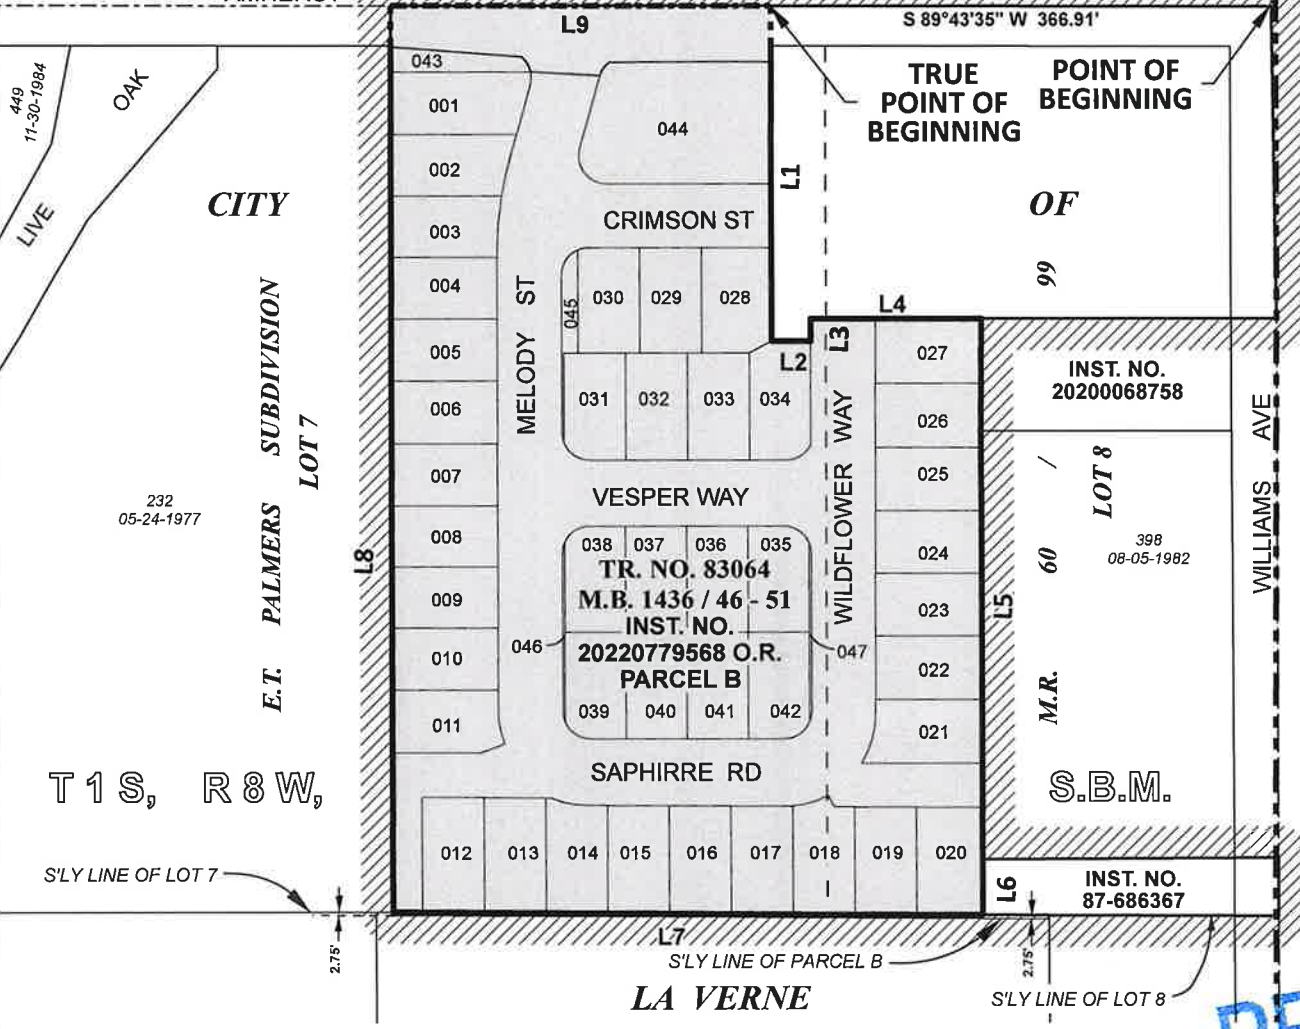 L9
S 89°43'35" W 366.91'
TRUE
POINT OF
BEGINNING
POINT OF
BEGINNING
449
11-30-1984
OAK
LIVE
043
001
002
003
004
005
006
007
008
009
010
011
044
L1
CITY
OF
CRIMSON ST
MELODY ST
045
030
029
028
L2
L3
L4
031
032
033
034
027
026
025
024
023
022
021
E.T. PALMERS SUBDIVISION
LOT 7
232
05-24-1977
L8
VESPER WAY
WILDFLOWER WAY
038
037
036
035
TR. NO. 83064
M.B. 1436 / 46 - 51
INST. NO.
20220779568 O.R.
PARCEL B
046
047
039
040
041
042
SAPHIRRE RD
L5
INST. NO.
20200068758
M.R. 60 / 99
LOT 8
398
08-05-1982
WILLIAMS AVE
T 1 S, R 8 W,
S.B.M.
012
013
014
015
016
017
018
019
020
L6
INST. NO.
87-686367
S'LY LINE OF LOT 7
2.75'
L7
S'LY LINE OF PARCEL B
2.75'
S'LY LINE OF LOT 8
LA VERNE